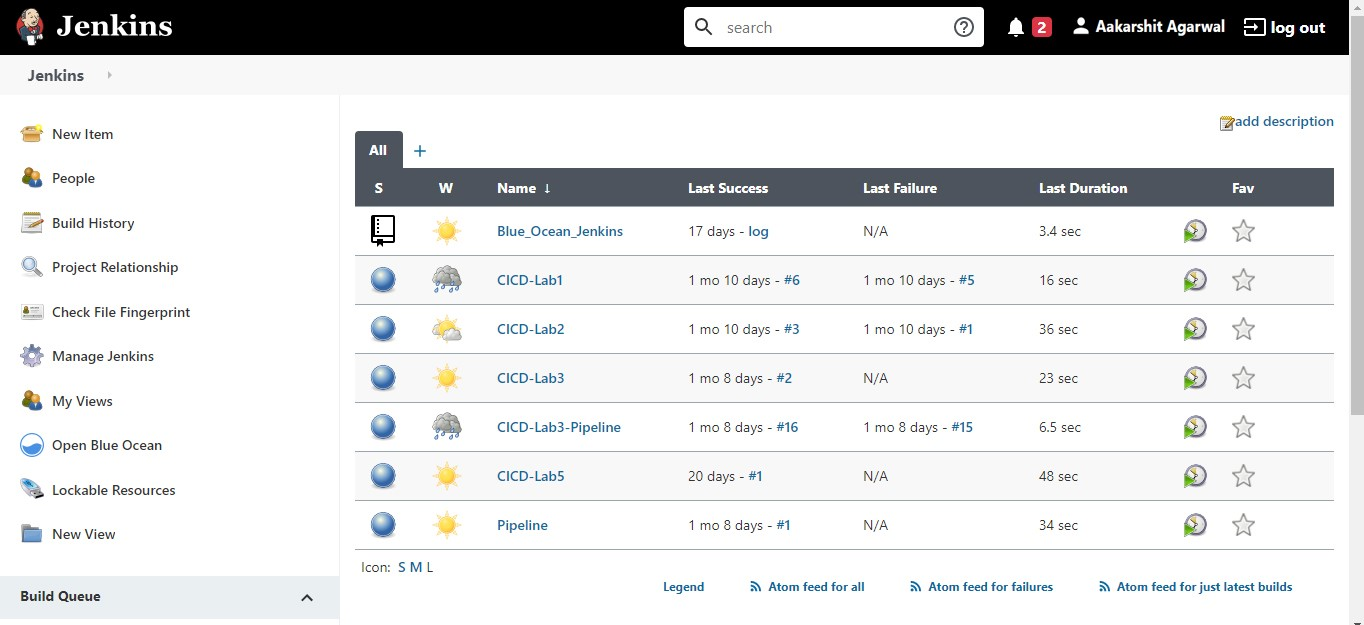 Jenkins
search
2
Aakarshit Agarwal
log out
Jenkins
New Item
People
Build History
Project Relationship
Check File Fingerprint
Manage Jenkins
My Views
Open Blue Ocean
Lockable Resources
New View
Build Queue
add description
All +
S W Name ↓ Last Success Last Failure Last Duration Fav
Blue_Ocean_Jenkins 17 days - log N/A 3.4 sec
CICD-Lab1 1 mo 10 days - #6 1 mo 10 days - #5 16 sec
CICD-Lab2 1 mo 10 days - #3 1 mo 10 days - #1 36 sec
CICD-Lab3 1 mo 8 days - #2 N/A 23 sec
CICD-Lab3-Pipeline 1 mo 8 days - #16 1 mo 8 days - #15 6.5 sec
CICD-Lab5 20 days - #1 N/A 48 sec
Pipeline 1 mo 8 days - #1 N/A 34 sec
Icon: S M L
Legend Atom feed for all Atom feed for failures Atom feed for just latest builds